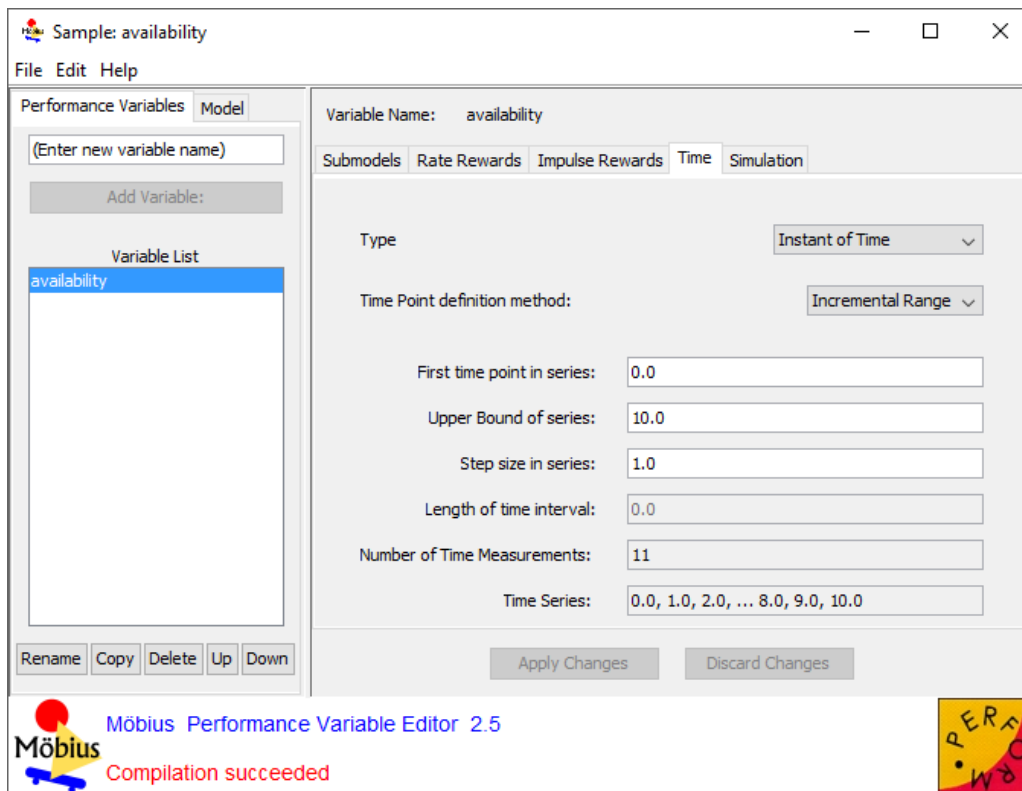 Sample: availability
File Edit Help
Performance Variables Model
(Enter new variable name)
Add Variable:
Variable List
availability
Rename Copy Delete Up Down
Variable Name: availability
Submodels Rate Rewards Impulse Rewards Time Simulation
Type Instant of Time
Time Point definition method: Incremental Range
First time point in series: 0.0
Upper Bound of series: 10.0
Step size in series: 1.0
Length of time interval: 0.0
Number of Time Measurements: 11
Time Series: 0.0, 1.0, 2.0, ... 8.0, 9.0, 10.0
Apply Changes Discard Changes
Möbius
Möbius Performance Variable Editor 2.5
Compilation succeeded